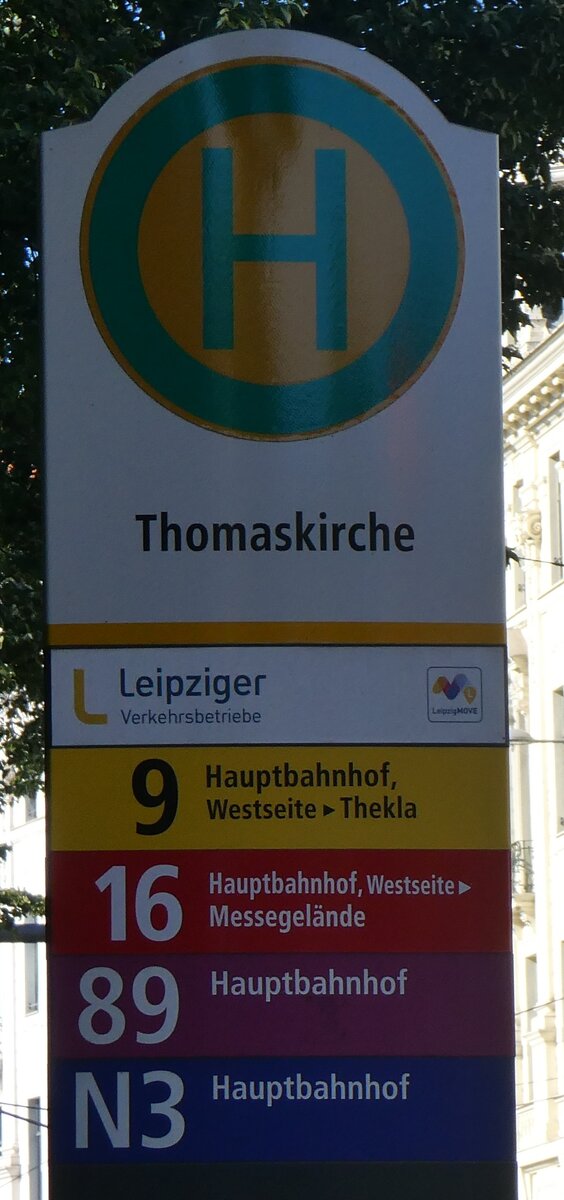 H
Thomaskirche
Leipziger
Verkehrsbetriebe
LeipzigMOVE
9 Hauptbahnhof,
Westseite ▸ Thekla
16 Hauptbahnhof, Westseite ▸
Messegelände
89 Hauptbahnhof
N3 Hauptbahnhof